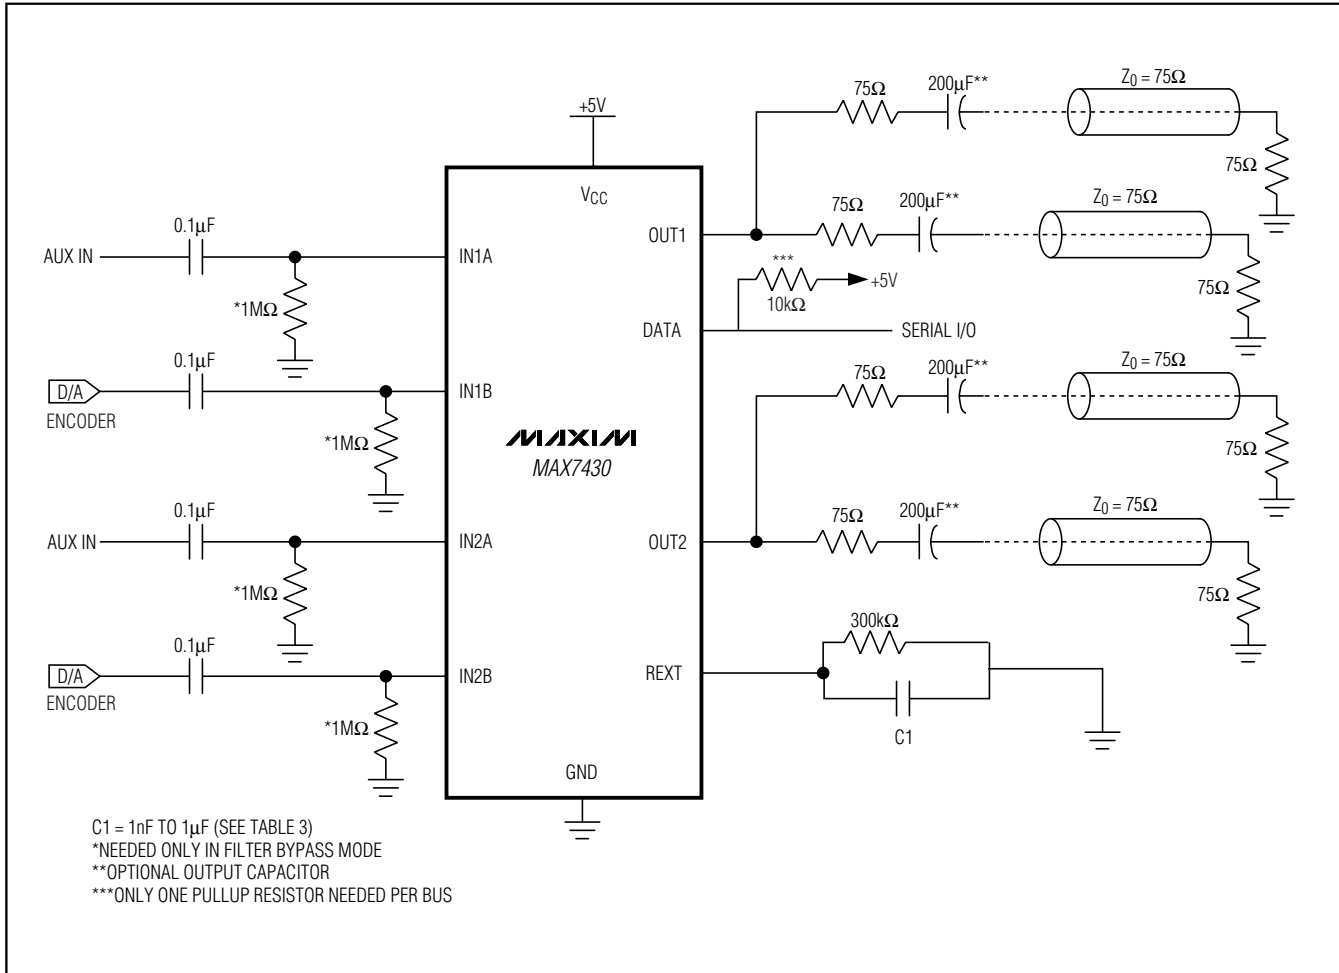 75Ω
200μF**
Z0 = 75Ω
+5V
75Ω
VCC
0.1μF
75Ω
200μF**
Z0 = 75Ω
AUX IN
IN1A
OUT1
***
+5V
75Ω
*1MΩ
10kΩ
DATA
SERIAL I/O
0.1μF
75Ω
200μF**
Z0 = 75Ω
D/A
ENCODER
IN1B
*1MΩ
MAXIM
MAX7430
75Ω
0.1μF
75Ω
200μF**
Z0 = 75Ω
AUX IN
IN2A
OUT2
*1MΩ
75Ω
0.1μF
300kΩ
D/A
ENCODER
IN2B
REXT
*1MΩ
C1
GND
C1 = 1nF TO 1μF (SEE TABLE 3)
*NEEDED ONLY IN FILTER BYPASS MODE
**OPTIONAL OUTPUT CAPACITOR
***ONLY ONE PULLUP RESISTOR NEEDED PER BUS